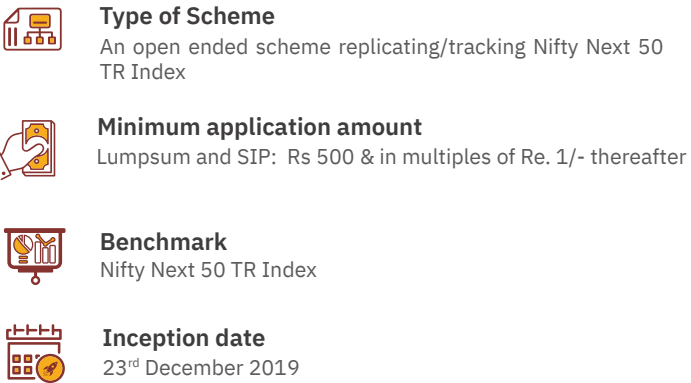 Type of Scheme
An open ended scheme replicating/tracking Nifty Next 50
TR Index
Minimum application amount
Lumpsum and SIP: Rs 500 & in multiples of Re. 1/- thereafter
Benchmark
Nifty Next 50 TR Index
Inception date
23rd December 2019